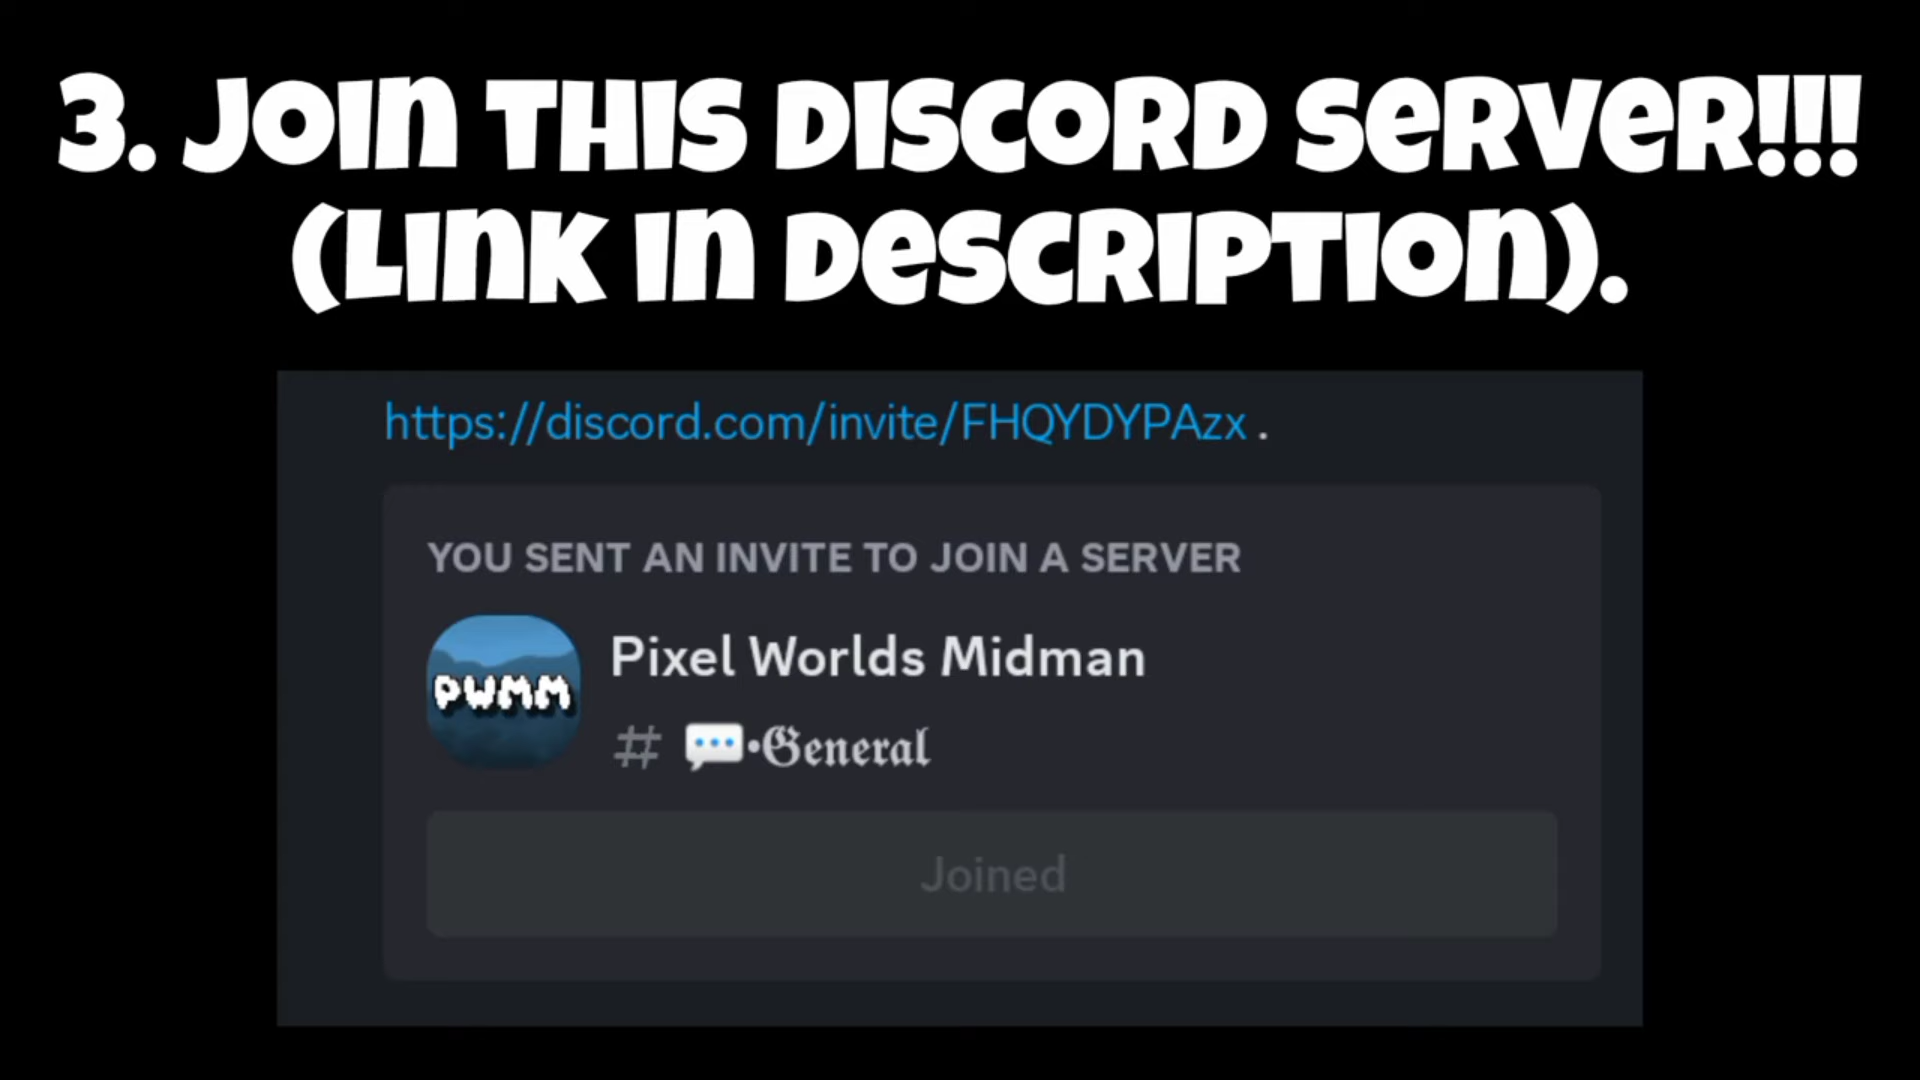 3. Join this Discord server!!!
(Link in description).
https://discord.com/invite/FHQYDYPAzx .
YOU SENT AN INVITE TO JOIN A SERVER
PWMM
Pixel Worlds Midman
# 💬•𝕲𝖊𝖓𝖊𝖗𝖆𝖑
Joined